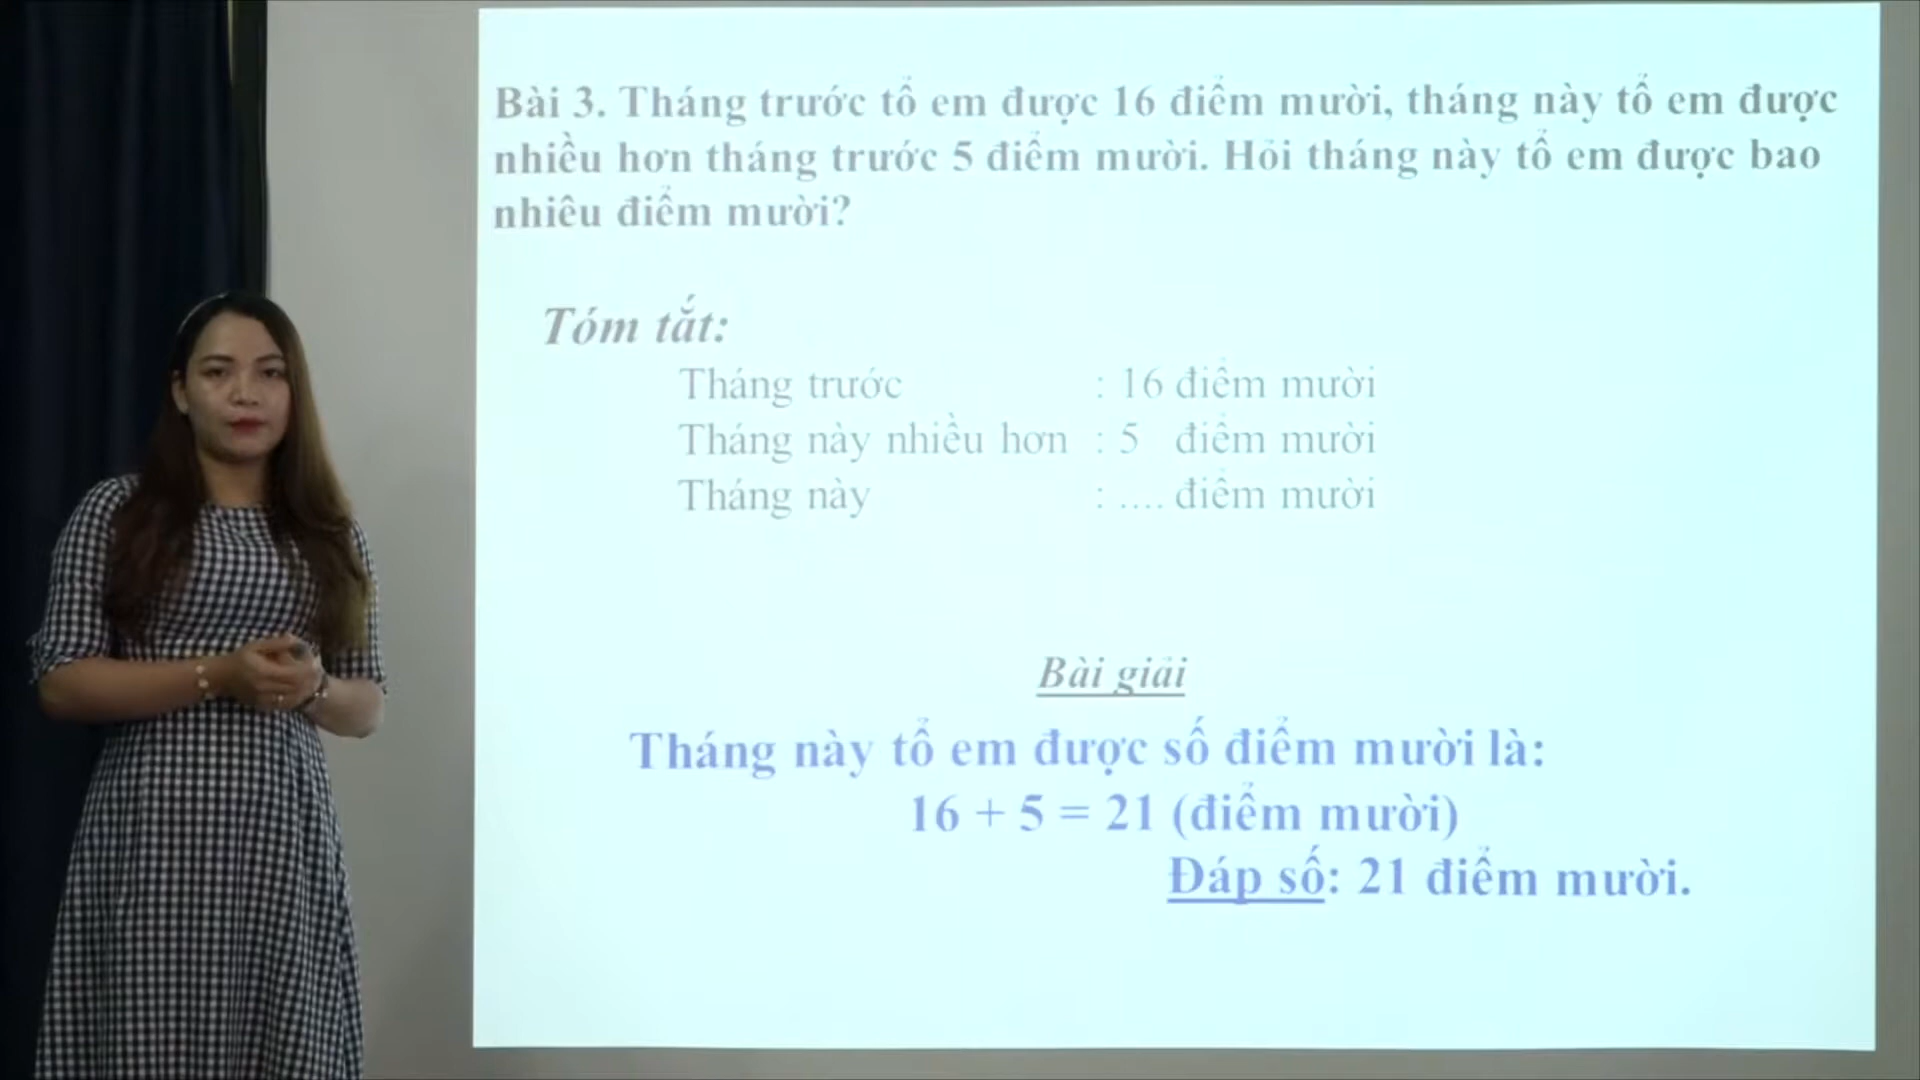 Bài 3. Tháng trước tổ em được 16 điểm mười, tháng này tổ em được
nhiều hơn tháng trước 5 điểm mười. Hỏi tháng này tổ em được bao
nhiêu điểm mười?
Tóm tắt:
Tháng trước : 16 điểm mười
Tháng này nhiều hơn : 5 điểm mười
Tháng này : .... điểm mười
Bài giải
Tháng này tổ em được số điểm mười là:
16 + 5 = 21 (điểm mười)
Đáp số: 21 điểm mười.